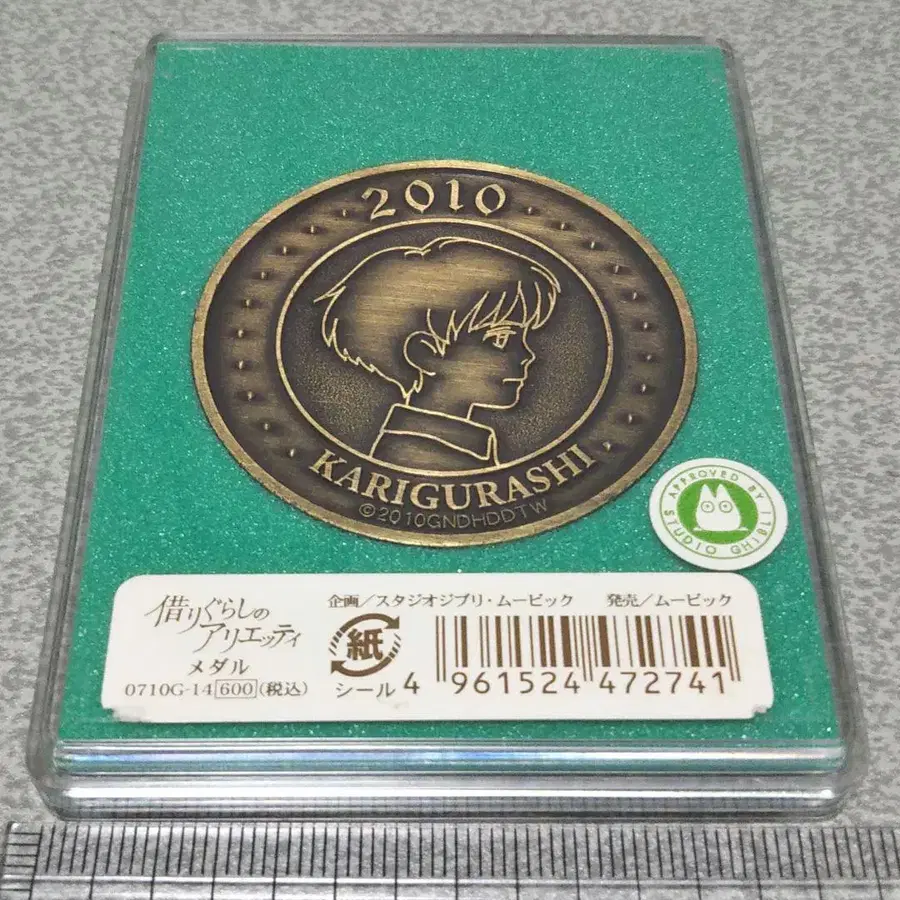 2010
KARIGURASHI
©2010GNDHDDTW
APPROVED BY
STUDIO GHIBLI
借りぐらしの
アリエッティ
メダル
0710G-14 600 (税込)
企画/スタジオジブリ・ムービック 発売/ムービック
紙
シール
4 961524 472741